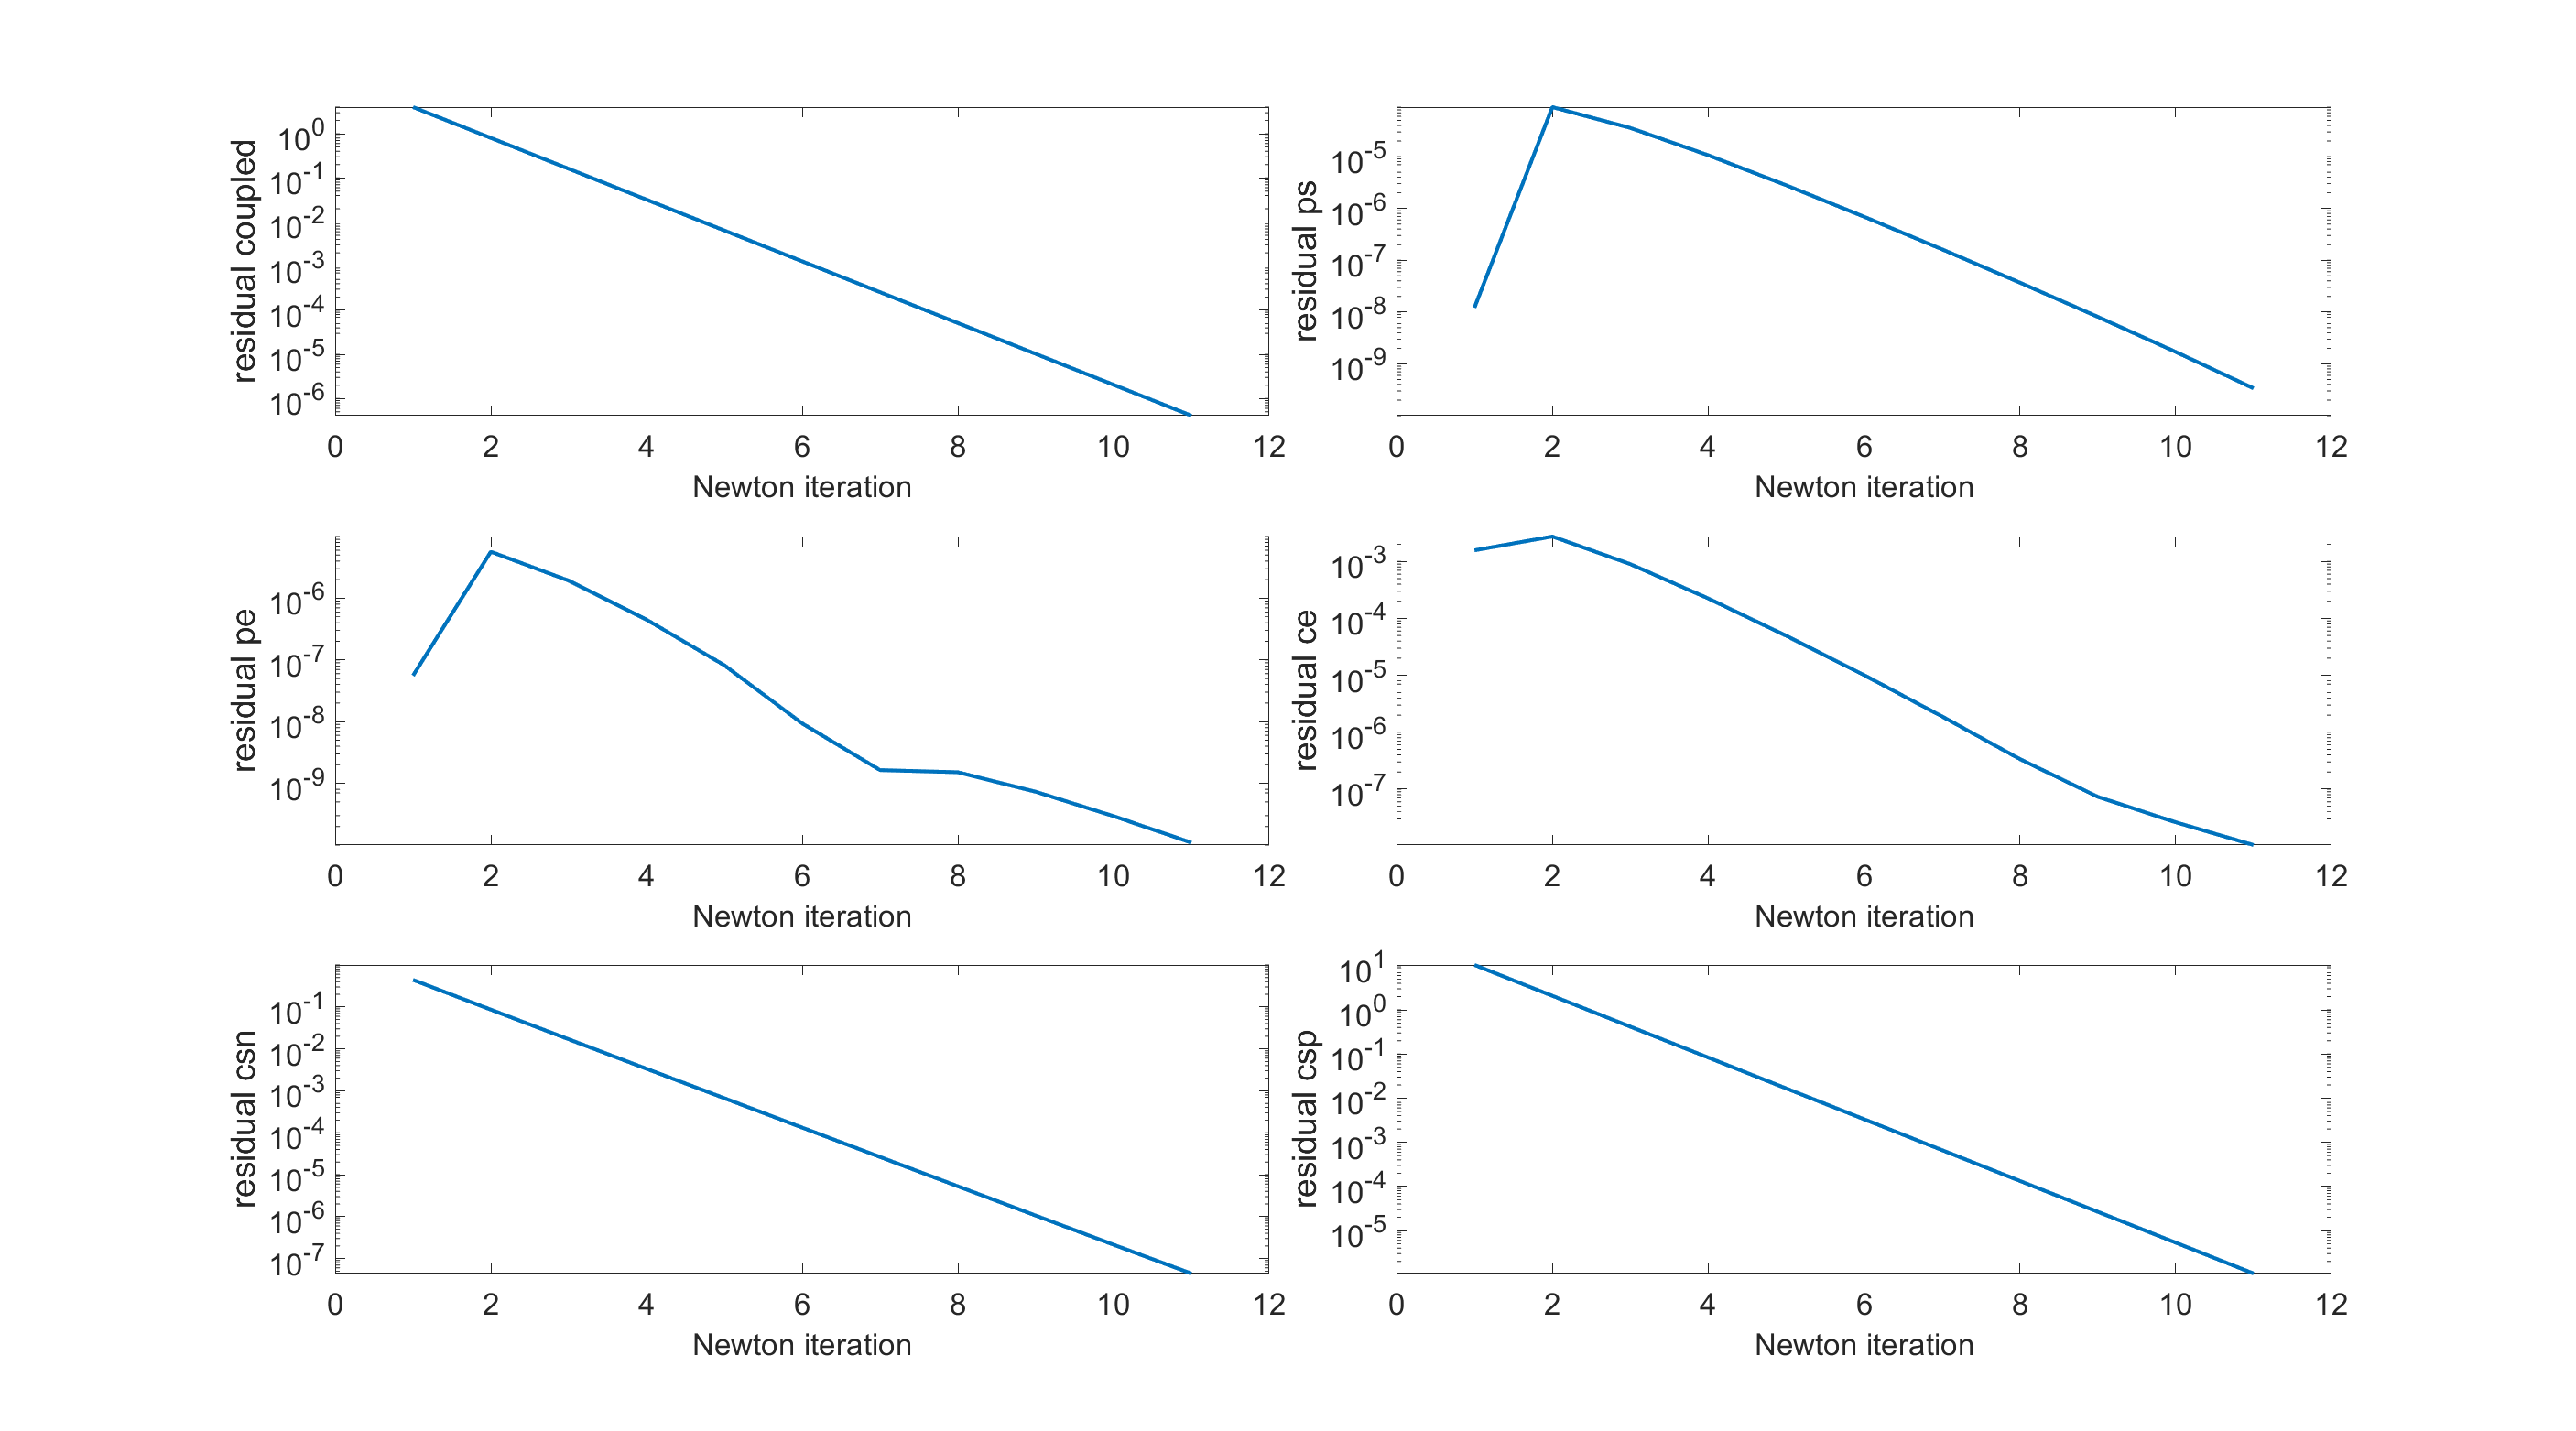 residual coupled
10^0
10^-1
10^-2
10^-3
10^-4
10^-5
10^-6
0 2 4 6 8 10 12
Newton iteration
residual ps
10^-5
10^-6
10^-7
10^-8
10^-9
0 2 4 6 8 10 12
Newton iteration
residual pe
10^-6
10^-7
10^-8
10^-9
0 2 4 6 8 10 12
Newton iteration
residual ce
10^-3
10^-4
10^-5
10^-6
10^-7
0 2 4 6 8 10 12
Newton iteration
residual csn
10^-1
10^-2
10^-3
10^-4
10^-5
10^-6
10^-7
0 2 4 6 8 10 12
Newton iteration
residual csp
10^1
10^0
10^-1
10^-2
10^-3
10^-4
10^-5
0 2 4 6 8 10 12
Newton iteration